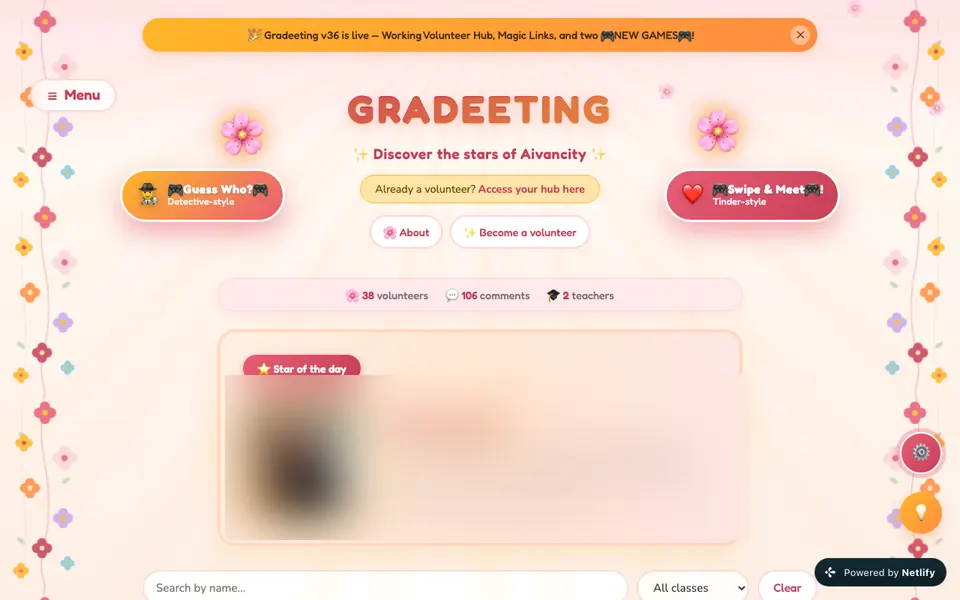 Gradeeting v36 is live — Working Volunteer Hub, Magic Links, and two 🎮NEW GAMES🎮!
Menu
GRADEETING
✨ Discover the stars of Aivancity ✨
Already a volunteer? Access your hub here
🎮Guess Who?🎮
Detective-style
🎮Swipe & Meet🎮!
Tinder-style
🌸 About
✨ Become a volunteer
🌸 38 volunteers 💬 106 comments 🎓 2 teachers
⭐ Star of the day
Search by name...
All classes
Clear
Powered by Netlify